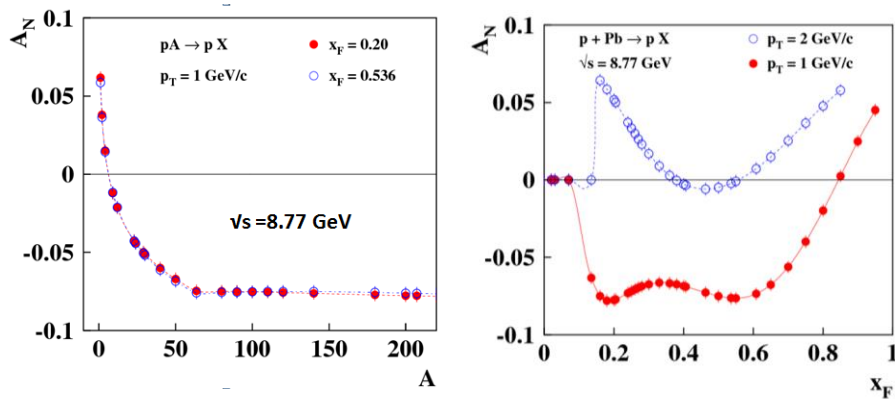 A_N
pA → p X
x_F = 0.20
p_T = 1 GeV/c
x_F = 0.536
0.05
0
√s =8.77 GeV
-0.05
-0.1
0
50
100
150
200
A
A_N
p + Pb → p X
p_T = 2 GeV/c
√s = 8.77 GeV
p_T = 1 GeV/c
0.1
0.05
0
-0.05
-0.1
0
0.2
0.4
0.6
0.8
1
x_F